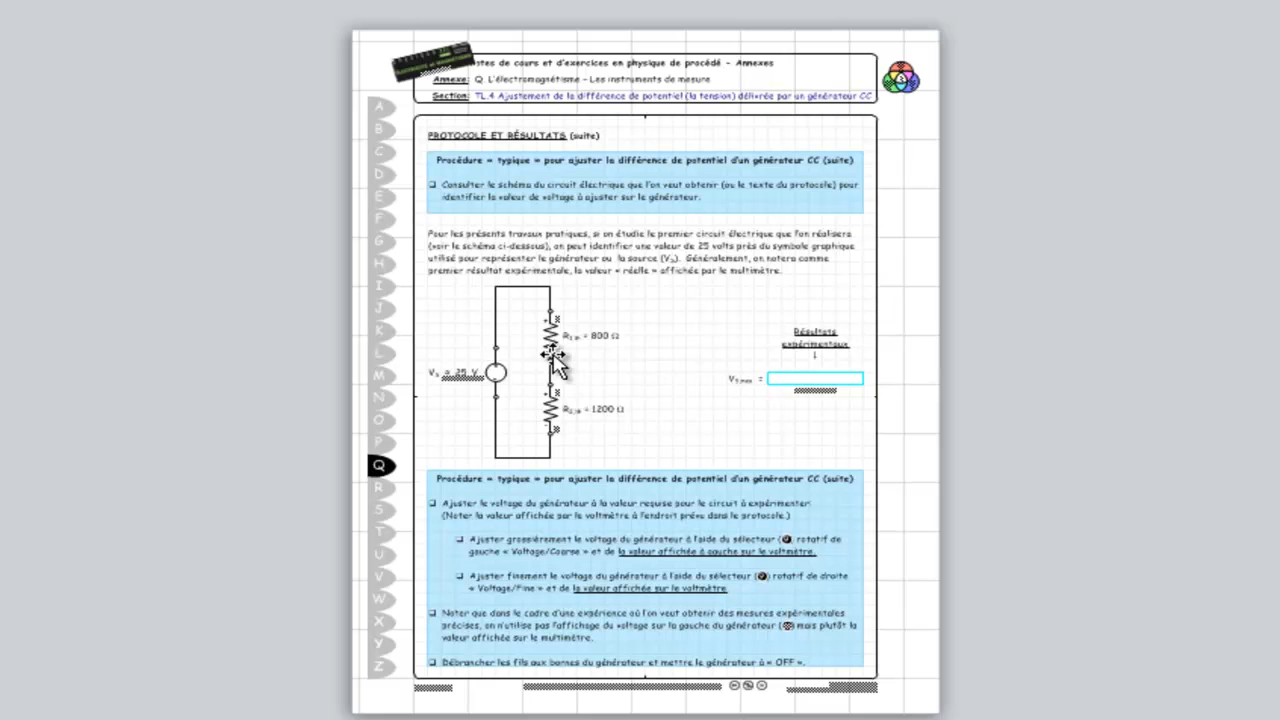 otes de cours et d'exercices en physique de procédé - Annexes
Annexe: Q. L'électromagnétisme - Les instruments de mesure
Section: TL.4 Ajustement de la différence de potentiel (la tension) délivrée par un générateur CC
PROTOCOLE ET RÉSULTATS (suite)
Procédure « typique » pour ajuster la différence de potentiel d'un générateur CC (suite)
❑ Consulter le schéma du circuit électrique que l'on veut obtenir (ou le texte du protocole) pour
identifier la valeur de voltage à ajuster sur le générateur.
Pour les présents travaux pratiques, si on étudie le premier circuit électrique que l'on réalisera
(voir le schéma ci-dessous), on peut identifier une valeur de 25 volts près du symbole graphique
utilisé pour représenter le générateur ou la source (VS). Généralement, on notera comme
premier résultat expérimentale, la valeur « réelle » affichée par le multimètre.
R1,th = 800 Ω
Résultats
expérimentaux
↓
VS = 25 V
VS,mes =
R2,th = 1200 Ω
Procédure « typique » pour ajuster la différence de potentiel d'un générateur CC (suite)
❑ Ajuster le voltage du générateur à la valeur requise pour le circuit à expérimenter:
(Noter la valeur affichée par le voltmètre à l'endroit prévu dans le protocole.)
❑ Ajuster grossièrement le voltage du générateur à l'aide du sélecteur ( ) rotatif de
gauche « Voltage/Coarse » et de la valeur affichée à gauche sur le voltmètre.
❑ Ajuster finement le voltage du générateur à l'aide du sélecteur ( ) rotatif de droite
« Voltage/Fine » et de la valeur affichée sur le voltmètre.
❑ Noter que dans le cadre d'une expérience où l'on veut obtenir des mesures expérimentales
précises, on n'utilise pas l'affichage du voltage sur la gauche du générateur ( ) mais plutôt la
valeur affichée sur le multimètre.
❑ Débrancher les fils aux bornes du générateur et mettre le générateur à « OFF ».
A
B
C
D
E
F
G
H
I
J
K
L
M
N
O
P
Q
R
S
T
U
V
W
X
Y
Z